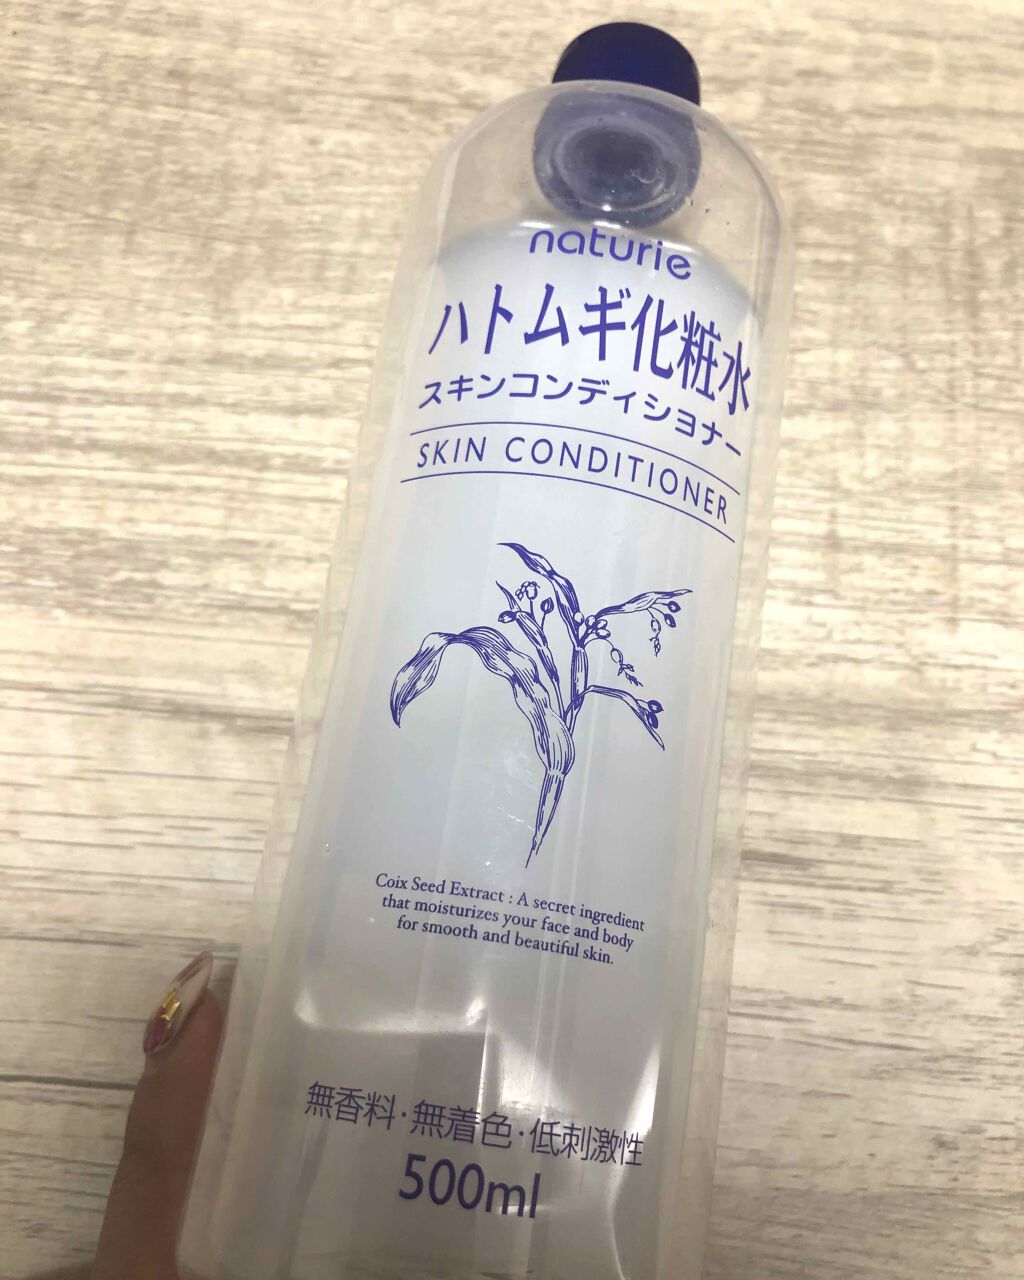 naturie
ハトムギ化粧水
スキンコンディショナー
SKIN CONDITIONER
Coix Seed Extract : A secret ingredient
that moisturizes your face and body
for smooth and beautiful skin.
無香料・無着色・低刺激性
500ml